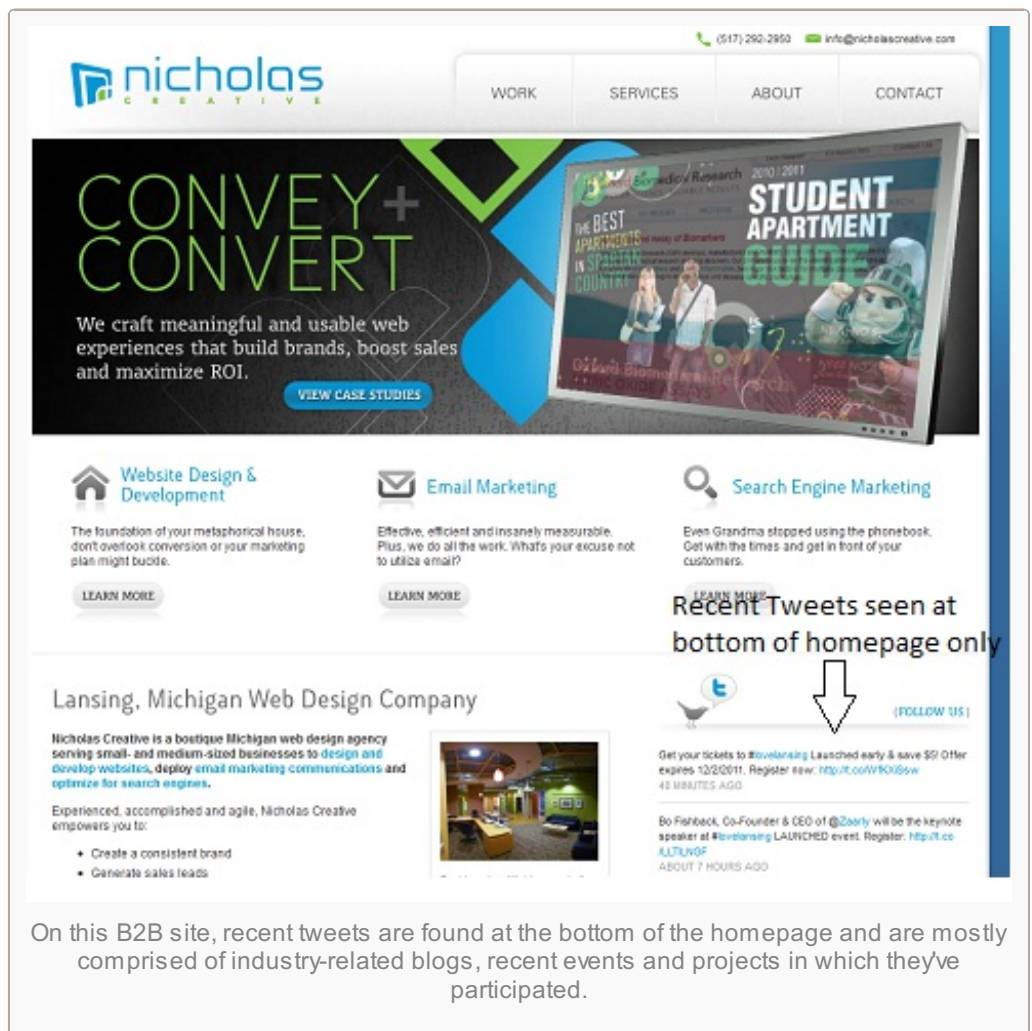 (517) 292-2950 info@nicholascreative.com
nicholas
CREATIVE
WORK SERVICES ABOUT CONTACT
CONVEY+
CONVERT
We craft meaningful and usable web
experiences that build brands, boost sales
and maximize ROI.
VIEW CASE STUDIES
Biomedical Research
2010 | 2011
STUDENT
APARTMENT
GUIDE
THE BEST
APARTMENTS
IN SPARTAN
COUNTRY
Assay of Biomarkers
Oxford Biomedical Research
Website Design &
Development
The foundation of your metaphorical house,
don't overlook conversion or your marketing
plan might buckle.
LEARN MORE
Email Marketing
Effective, efficient and insanely measurable.
Plus, we do all the work. What's your excuse not
to utilize email?
LEARN MORE
Search Engine Marketing
Even Grandma stopped using the phonebook.
Get with the times and get in front of your
customers.
LEARN MORE
Recent Tweets seen at
bottom of homepage only
Lansing, Michigan Web Design Company
Nicholas Creative is a boutique Michigan web design agency
serving small- and medium-sized businesses to design and
develop websites, deploy email marketing communications and
optimize for search engines.
Experienced, accomplished and agile, Nicholas Creative
empowers you to:
Create a consistent brand
Generate sales leads
(FOLLOW US)
Get your tickets to #lovelansing Launched early & save $5! Offer
expires 12/2/2011. Register now:
40 MINUTES AGO
Bo Fishback, Co-Founder & CEO of @Zaarly will be the keynote
speaker at #lovelansing LAUNCHED event. Register: http://t.co
ABOUT 7 HOURS AGO
On this B2B site, recent tweets are found at the bottom of the homepage and are mostly
comprised of industry-related blogs, recent events and projects in which they've
participated.